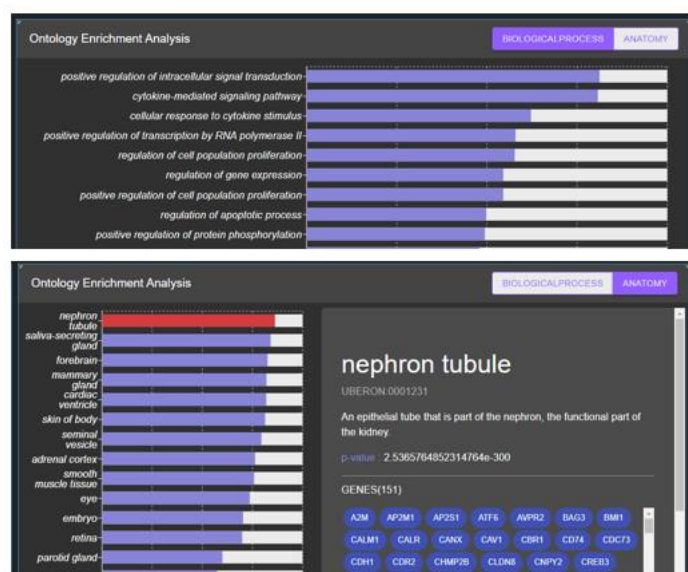 Ontology Enrichment Analysis
BIOLOGICALPROCESS ANATOMY
positive regulation of intracellular signal transduction
cytokine-mediated signaling pathway
cellular response to cytokine stimulus
positive regulation of transcription by RNA polymerase II
regulation of cell population proliferation
regulation of gene expression
positive regulation of cell population proliferation
regulation of apoptotic process
positive regulation of protein phosphorylation
Ontology Enrichment Analysis
BIOLOGICALPROCESS ANATOMY
nephron
tubule
saliva-secreting
gland
forebrain
mammary
gland
cardiac
ventricle
skin of body
seminal
vesicle
adrenal cortex
smooth
muscle tissue
eye
embryo
retina
parotid gland
nephron tubule
UBERON:0001231
An epithelial tube that is part of the nephron, the functional part of
the kidney.
p-value 2.5365764852314764e-300
GENES(151)
A2M AP2M1 AP2S1 ATF6 AVPR2 BAG3 BMI1
CALM1 CALR CANX CAV1 CBR1 CD74 CDC73
CDH1 CDR2 CHMP2B CLDN8 CNPY2 CREB3